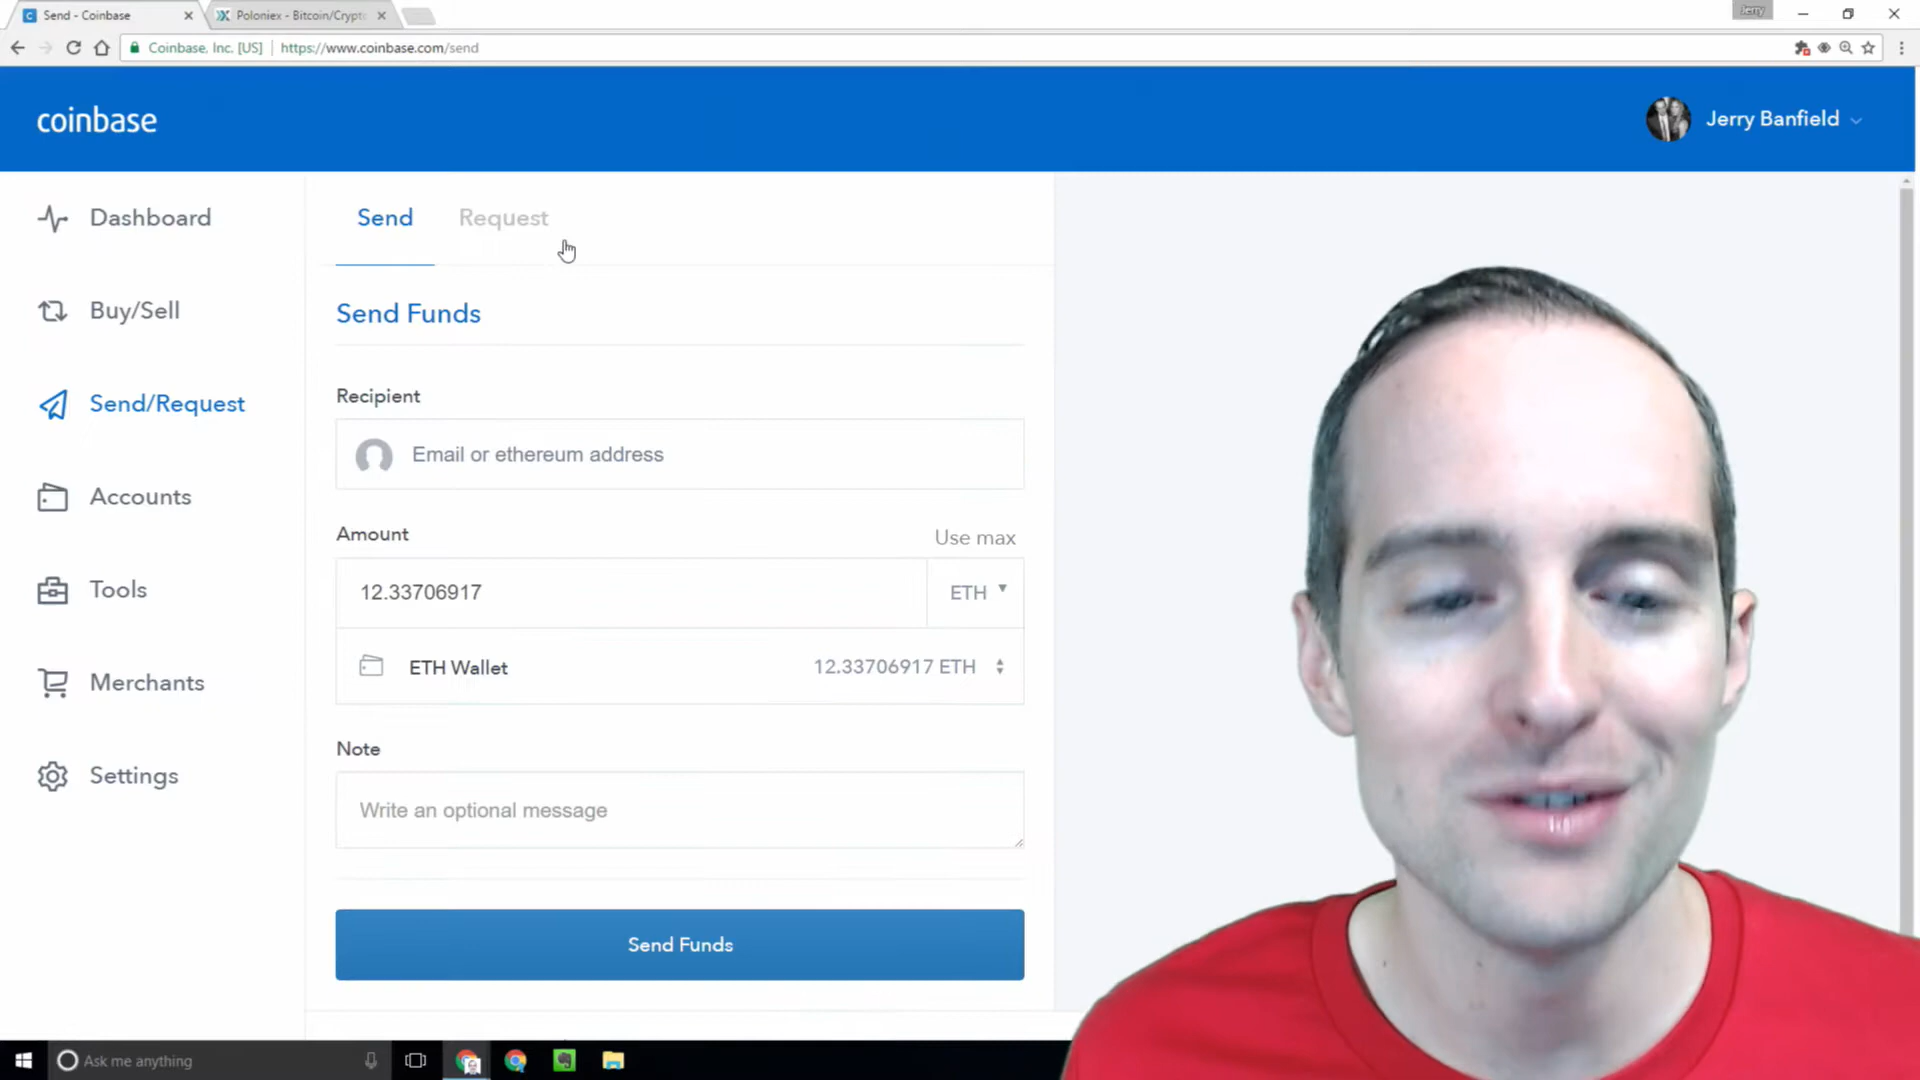 Send - Coinbase
Poloniex - Bitcoin/Crypto
Jerry
Coinbase, Inc. [US]
https://www.coinbase.com/send
coinbase
Jerry Banfield
Dashboard
Buy/Sell
Send/Request
Accounts
Tools
Merchants
Settings
Send
Request
Send Funds
Recipient
Email or ethereum address
Amount
Use max
12.33706917
ETH
ETH Wallet
12.33706917 ETH
Note
Write an optional message
Send Funds
Ask me anything